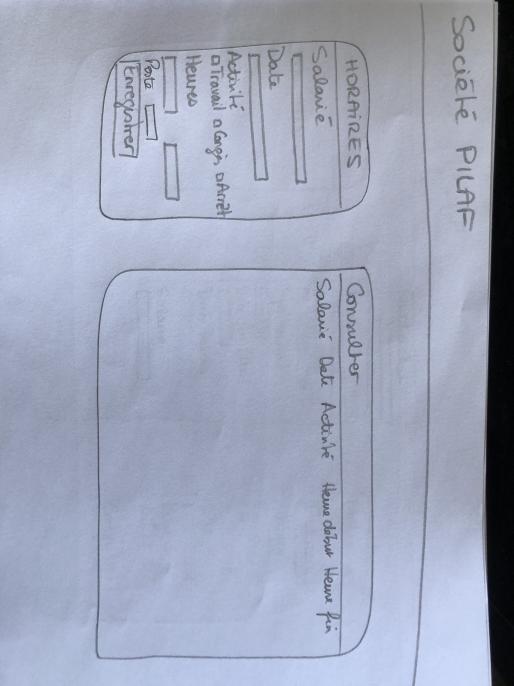 Société PILAF
HORAIRES
Salarié
Date
Activité
Travail Congés Arrêt
Heures
Poste
Enregistrer
Consulter
Salarié Date Activité Heure début Heure fin